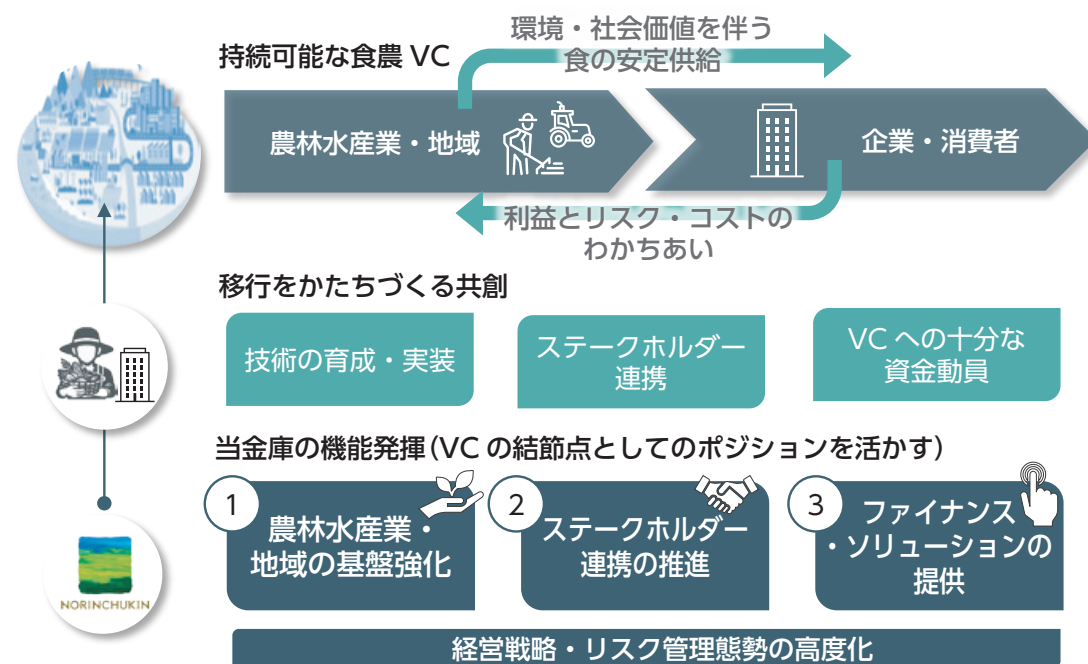 環境・社会価値を伴う
食の安定供給
持続可能な食農 VC
農林水産業・地域
企業・消費者
利益とリスク・コストの
わかちあい
移行をかたちづくる共創
技術の育成・実装
ステークホルダー
連携
VC への十分な
資金動員
当金庫の機能発揮(VC の結節点としてのポジションを活かす)
1
農林水産業・
地域の基盤強化
2
ステークホルダー
連携の推進
3
ファイナンス
・ソリューションの
提供
NORINCHUKIN
経営戦略・リスク管理態勢の高度化